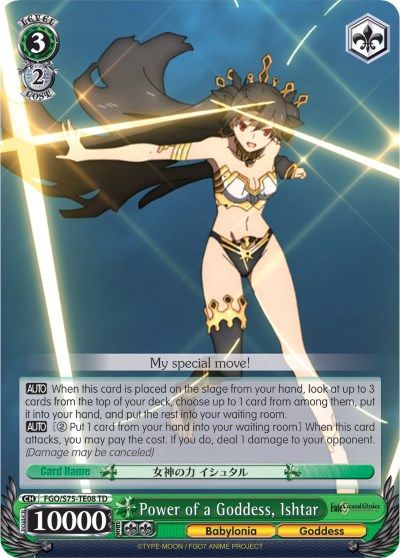 LEVEL
3
2
COST
My special move!
AUTO When this card is placed on the stage from your hand, look at up to 3
cards from the top of your deck, choose up to 1 card from among them, put
it into your hand, and put the rest into your waiting room.
AUTO [② Put 1 card from your hand into your waiting room] When this card
attacks, you may pay the cost. If you do, deal 1 damage to your opponent.
(Damage may be canceled)
Card Name 女神の力 イシュタル
CH FGO/S75-TE08 TD
10000 Power of a Goddess, Ishtar Fate/Grand Order
Babylonia Goddess
©TYPE-MOON / FGO7 ANIME PROJECT